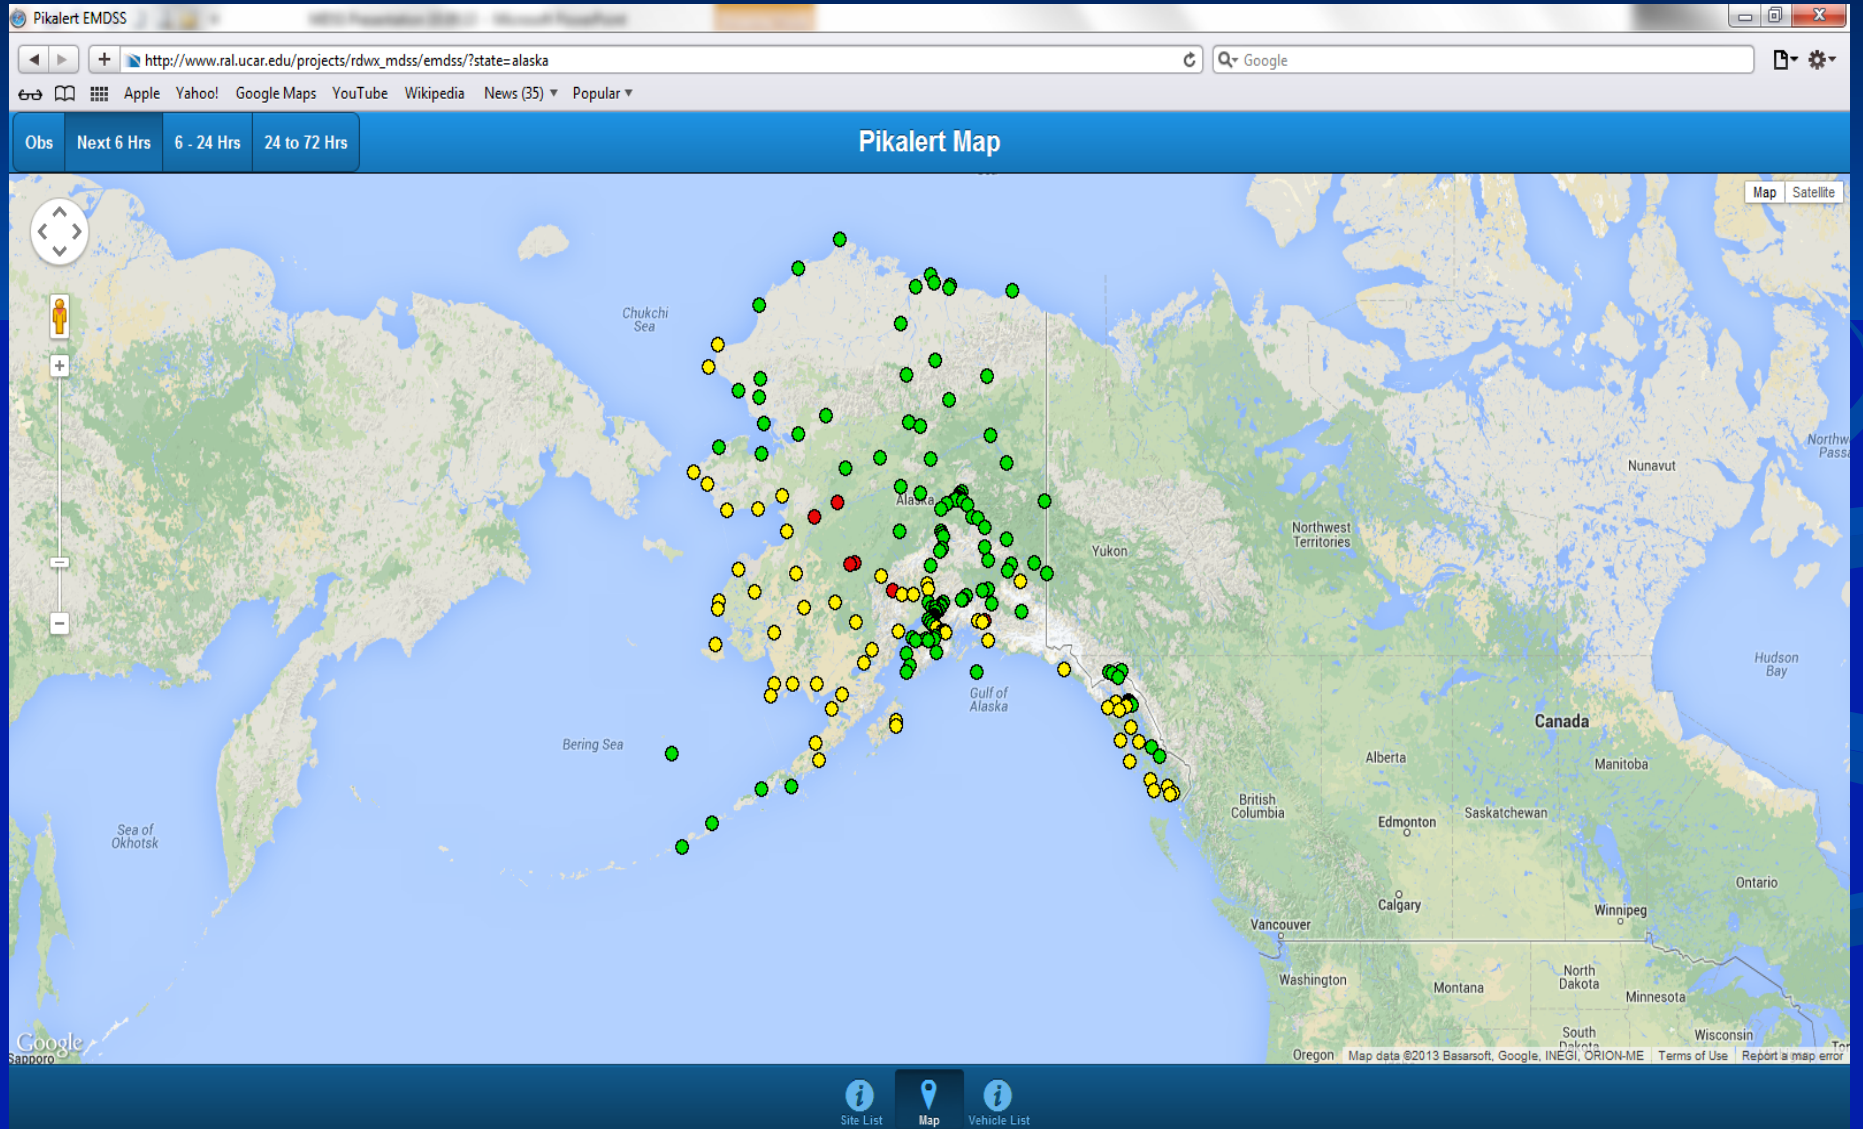 Pikalert EMDSS
http://www.ral.ucar.edu/projects/rdwx_mdss/emdss/?state=alaska
Google
Apple Yahoo! Google Maps YouTube Wikipedia News (35) Popular
Obs Next 6 Hrs 6 - 24 Hrs 24 to 72 Hrs
Pikalert Map
Map Satellite
Chukchi
Sea
Nunavut
Alaska
Northwest
Territories
Yukon
Hudson
Bay
Gulf of
Alaska
Canada
Bering Sea
Alberta
Manitoba
British
Columbia
Saskatchewan
Edmonton
Sea of
Okhotsk
Ontario
Calgary
Winnipeg
Vancouver
Washington
North
Dakota
Montana
Minnesota
South
Dakota
Wisconsin
Google
Sapporo
Oregon
Map data ©2013 Basarsoft, Google, INEGI, ORION-ME Terms of Use Report a map error
Site List Map Vehicle List